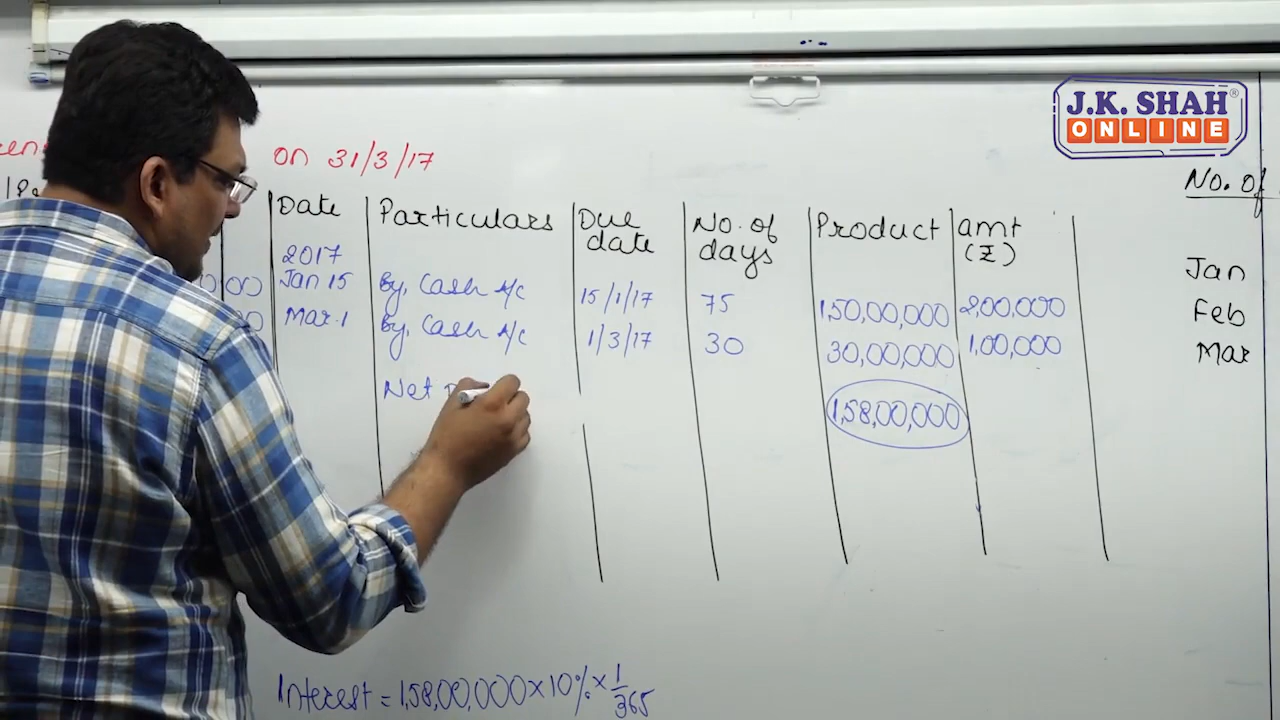 J.K. SHAH®
ONLINE
on 31/3/17
No. of
Date Particulars Due date No. of days Product amt (₹)
2017
Jan 15 By, Cash A/c 15/1/17 75 1,50,00,000 2,00,000
Mar. 1 By, Cash A/c 1/3/17 30 30,00,000 1,00,000
Net
1,58,00,000
Jan
Feb
Mar
Interest = 1,58,00,000 × 10% × 1/365